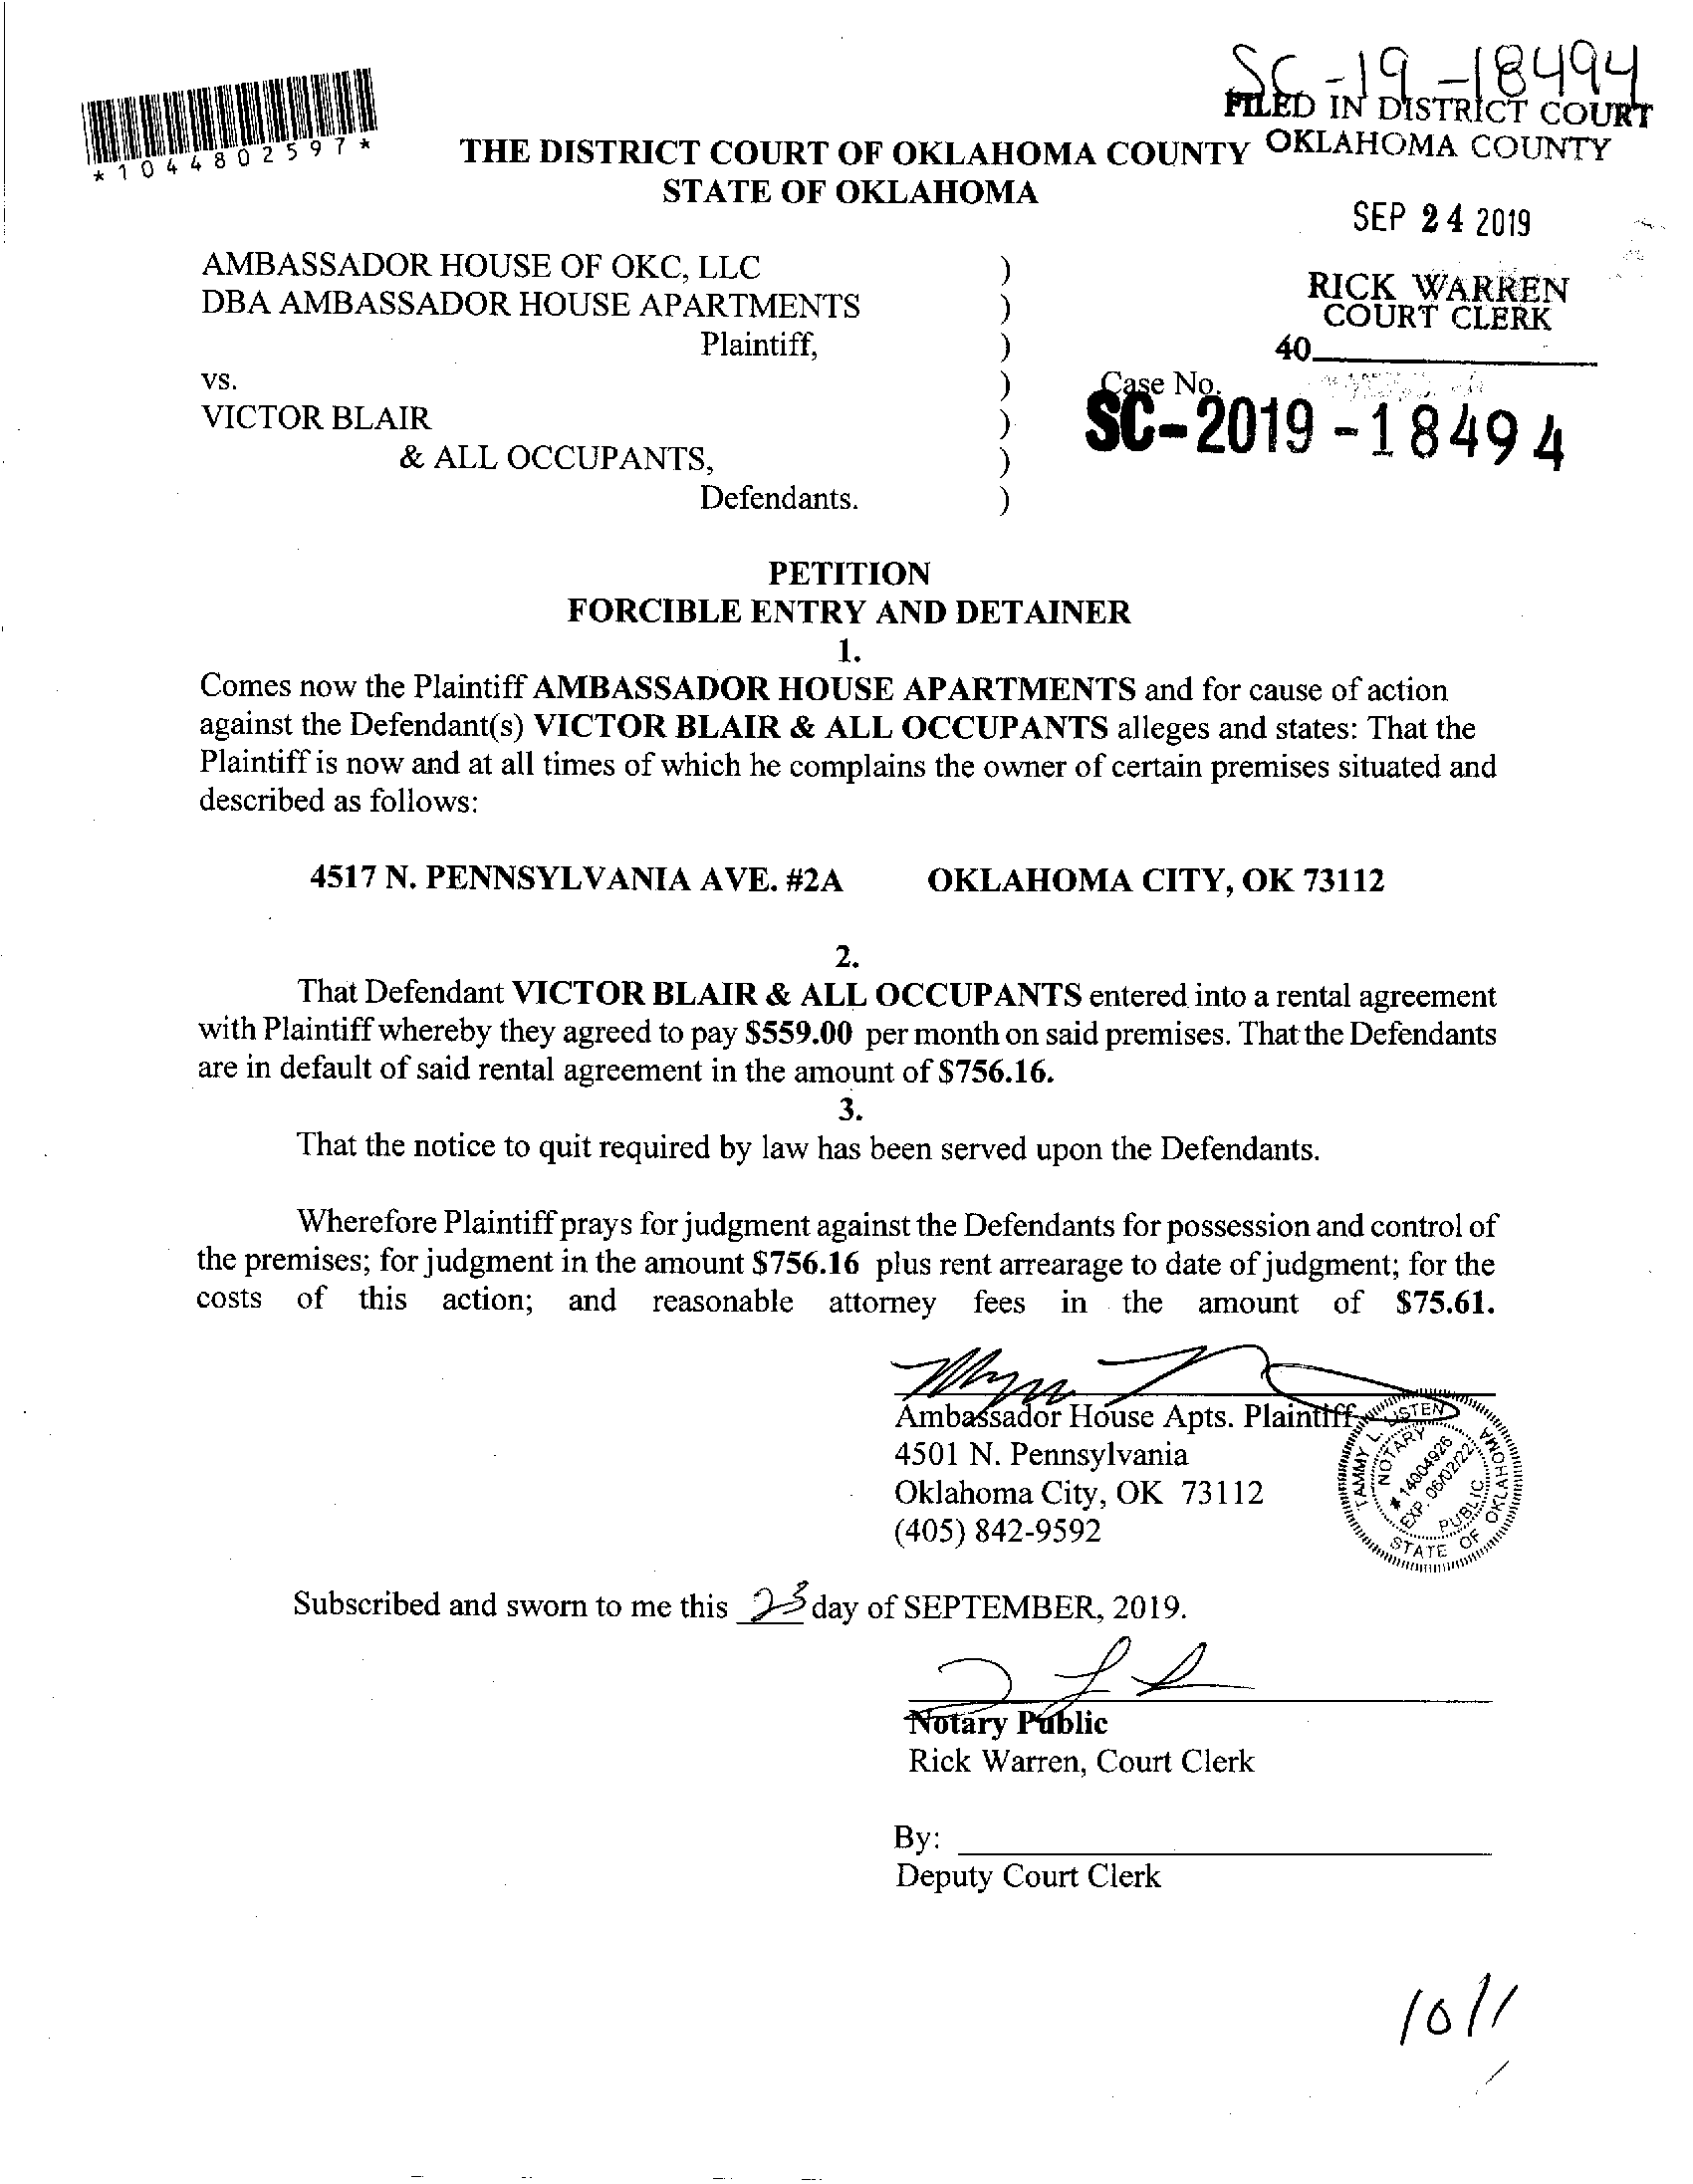 SC-19-18494
*1044802597*
FILED IN DISTRICT COURT
OKLAHOMA COUNTY
THE DISTRICT COURT OF OKLAHOMA COUNTY
STATE OF OKLAHOMA
SEP 24 2019
RICK WARREN
COURT CLERK
40
AMBASSADOR HOUSE OF OKC, LLC )
DBA AMBASSADOR HOUSE APARTMENTS )
Plaintiff, )
vs. )
VICTOR BLAIR )
& ALL OCCUPANTS, )
Defendants. )
Case No.
SC-2019-18494
PETITION
FORCIBLE ENTRY AND DETAINER
1.
Comes now the Plaintiff AMBASSADOR HOUSE APARTMENTS and for cause of action
against the Defendant(s) VICTOR BLAIR & ALL OCCUPANTS alleges and states: That the
Plaintiff is now and at all times of which he complains the owner of certain premises situated and
described as follows:
4517 N. PENNSYLVANIA AVE. #2A OKLAHOMA CITY, OK 73112
2.
That Defendant VICTOR BLAIR & ALL OCCUPANTS entered into a rental agreement
with Plaintiff whereby they agreed to pay $559.00 per month on said premises. That the Defendants
are in default of said rental agreement in the amount of $756.16.
3.
That the notice to quit required by law has been served upon the Defendants.
Wherefore Plaintiff prays for judgment against the Defendants for possession and control of
the premises; for judgment in the amount $756.16 plus rent arrearage to date of judgment; for the
costs of this action; and reasonable attorney fees in the amount of $75.61.
Ambassador House Apts. Plaintiff
4501 N. Pennsylvania
Oklahoma City, OK 73112
(405) 842-9592
TAMMY L.
NOTARY
# 14004926
EXP. 06/02/22
PUBLIC
STATE OF OKLAHOMA
Subscribed and sworn to me this 23 day of SEPTEMBER, 2019.
Notary Public
Rick Warren, Court Clerk
By:
Deputy Court Clerk
10/1